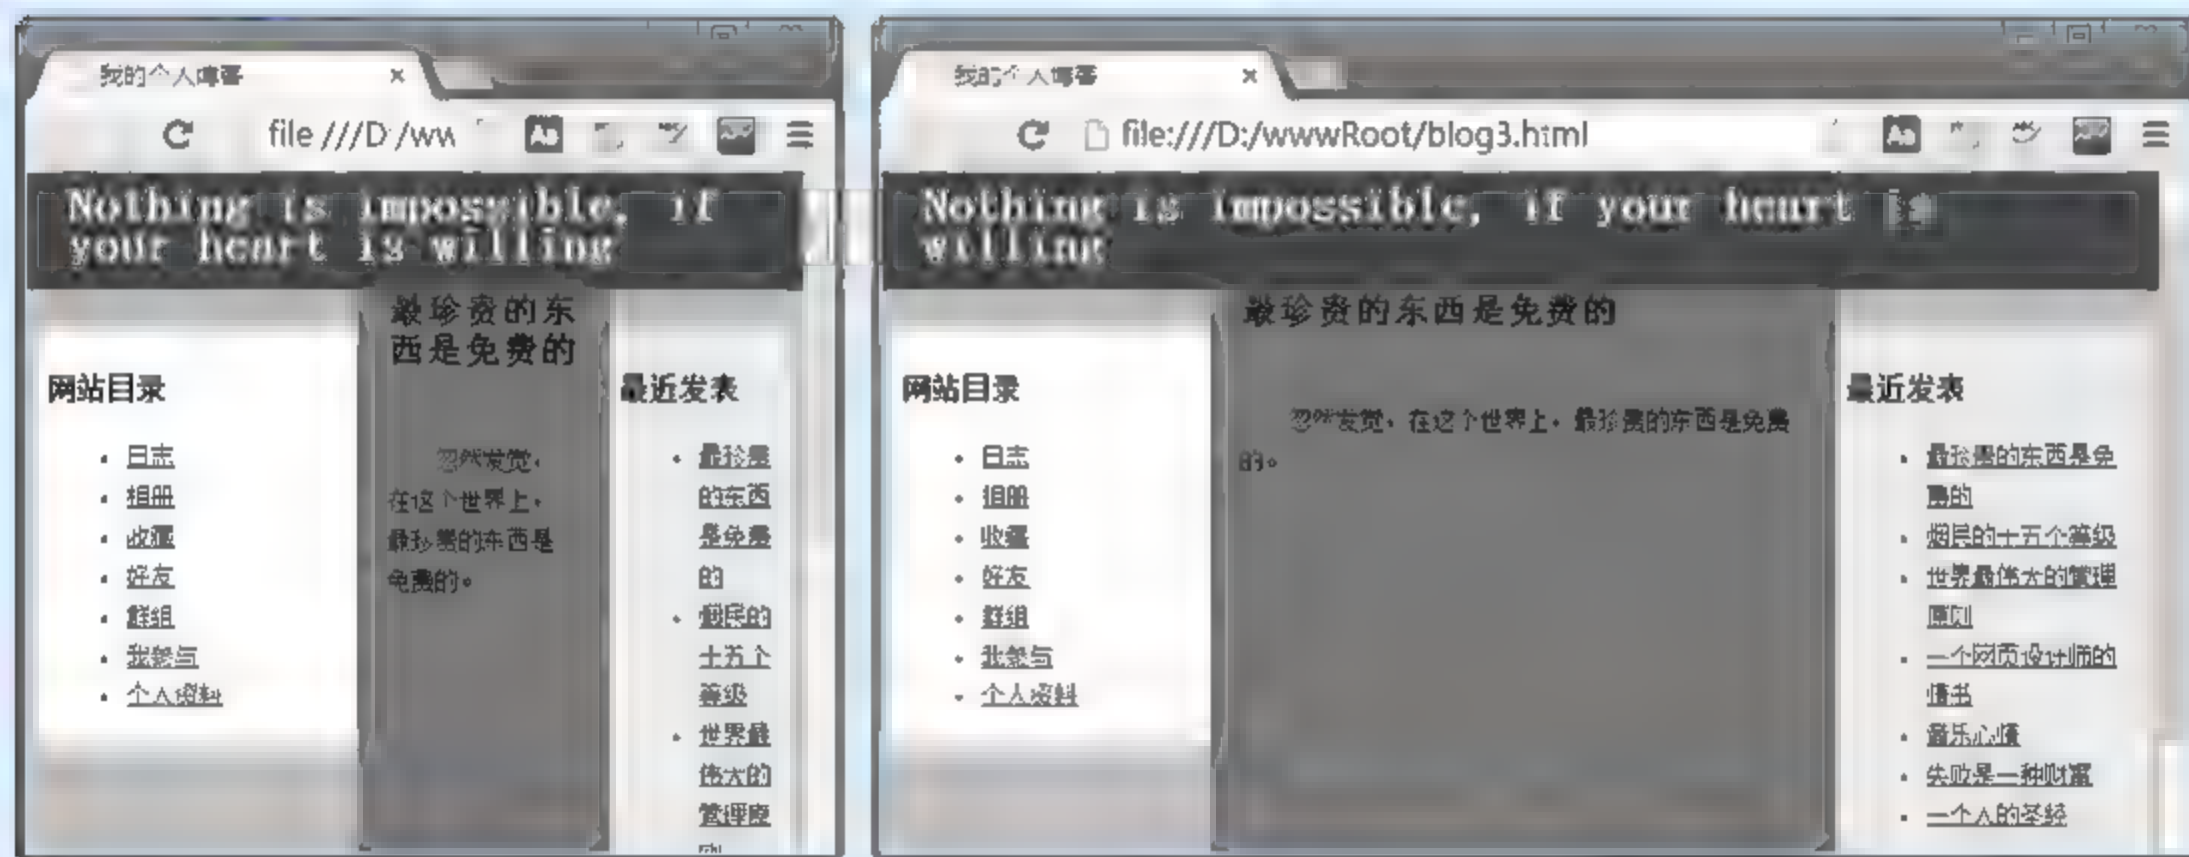 我的个人博客
file:///D:/ww
Nothing is impossible, if
your heart is willing
网站目录
日志
相册
收藏
好友
群组
我参与
个人资料
最珍贵的东
西是免费的
忽然发觉，
在这个世界上，
最珍贵的东西是
免费的。
最近发表
最珍贵
的东西
是免费
的
烟民的
十五个
等级
世界最
伟大的
管理原
则
我的个人博客
file:///D:/wwwRoot/blog3.html
Nothing is impossible, if your heart is
willing
网站目录
日志
相册
收藏
好友
群组
我参与
个人资料
最珍贵的东西是免费的
忽然发觉，在这个世界上，最珍贵的东西是免费
的。
最近发表
最珍贵的东西是免
费的
烟民的十五个等级
世界最伟大的管理
原则
一个网页设计师的
情书
音乐心情
失败是一种财富
一个人的圣经